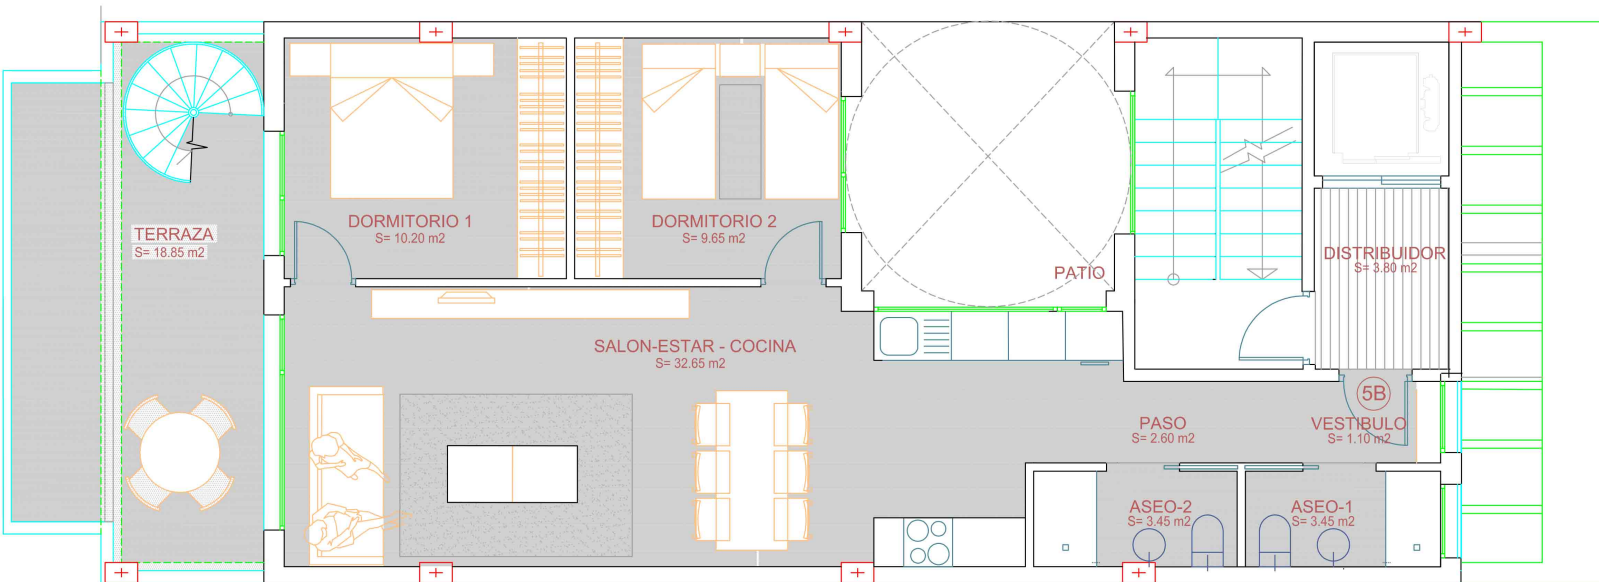 DORMITORIO 1
S= 10.20 m2
DORMITORIO 2
S= 9.65 m2
TERRAZA
S= 18.85 m2
PATIO
DISTRIBUIDOR
S= 3.80 m2
SALON-ESTAR - COCINA
S= 32.65 m2
5B
PASO
S= 2.60 m2
VESTIBULO
S= 1.10 m2
ASEO-2
S= 3.45 m2
ASEO-1
S= 3.45 m2